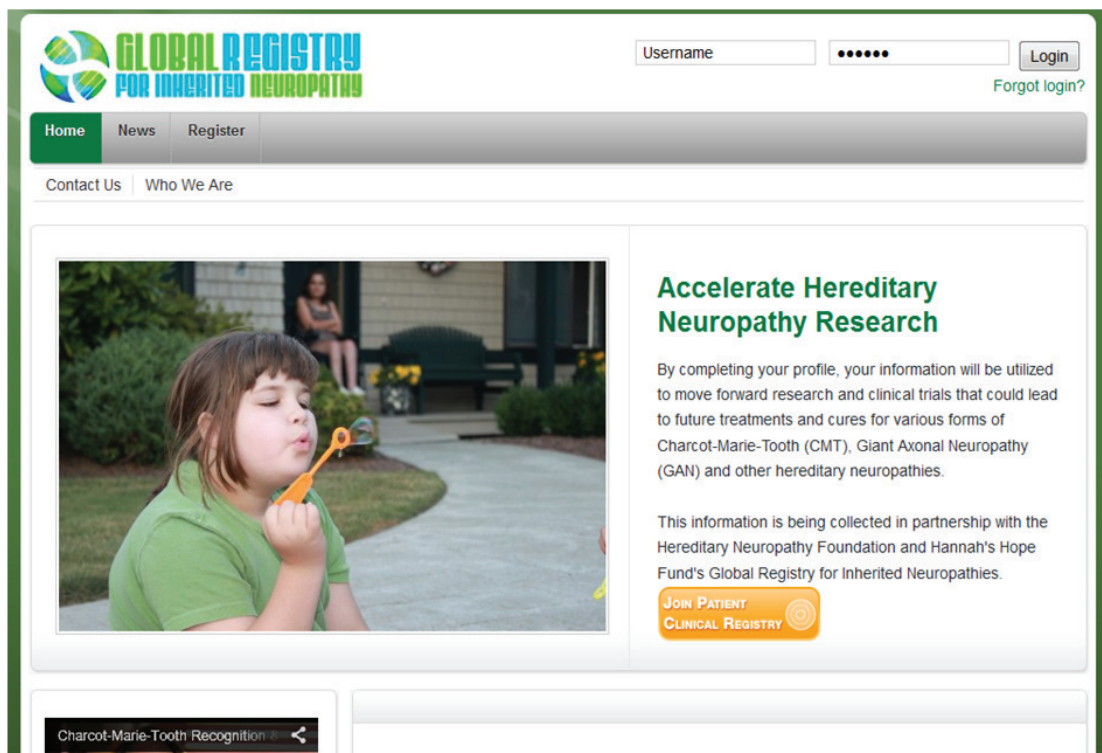 GLOBAL REGISTRY
FOR INHERITED NEUROPATHY
Username
••••••
Login
Forgot login?
Home News Register
Contact Us Who We Are
Accelerate Hereditary
Neuropathy Research
By completing your profile, your information will be utilized
to move forward research and clinical trials that could lead
to future treatments and cures for various forms of
Charcot-Marie-Tooth (CMT), Giant Axonal Neuropathy
(GAN) and other hereditary neuropathies.
This information is being collected in partnership with the
Hereditary Neuropathy Foundation and Hannah's Hope
Fund's Global Registry for Inherited Neuropathies.
JOIN PATIENT
CLINICAL REGISTRY
Charcot-Marie-Tooth Recognition &